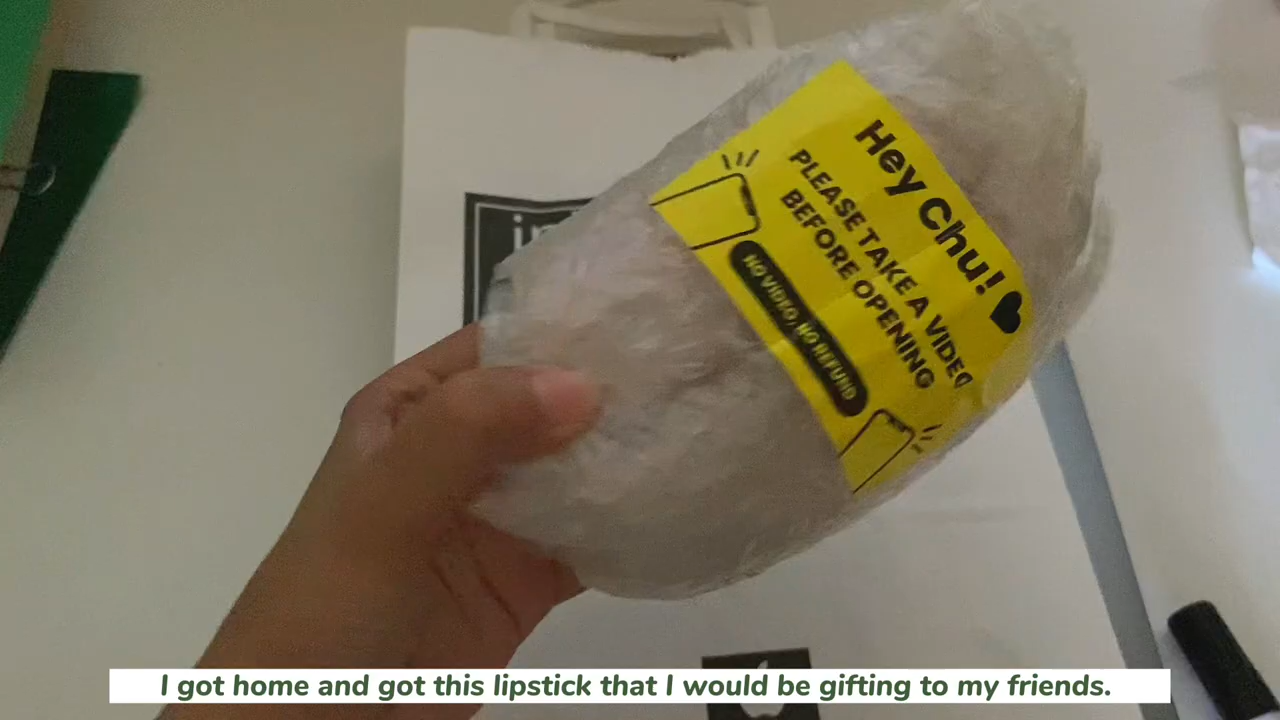 Hey Chu!
PLEASE TAKE A VIDEO
BEFORE OPENING
NO VIDEO, NO REFUND
I got home and got this lipstick that I would be gifting to my friends.